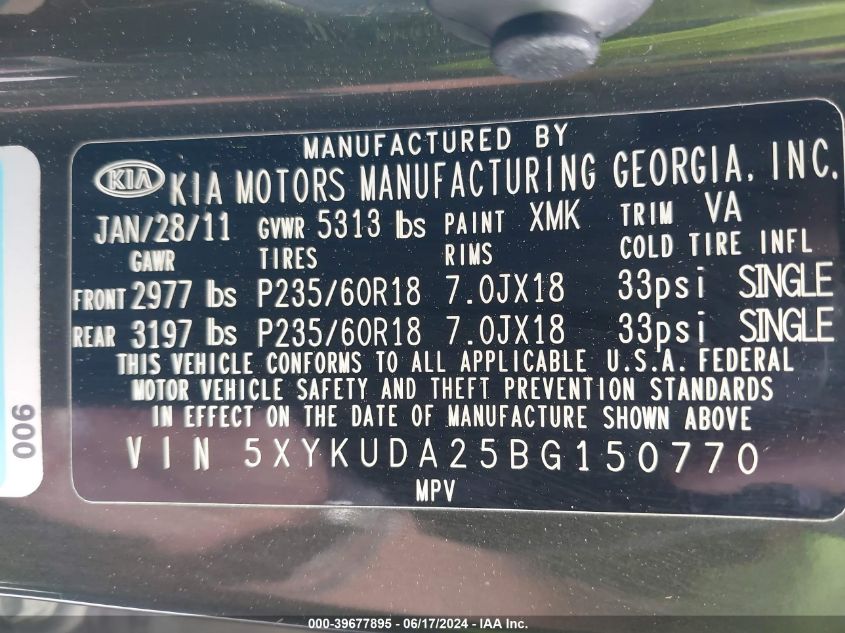 MANUFACTURED BY
KIA KIA MOTORS MANUFACTURING GEORGIA, INC.
JAN/28/11 GVWR 5313 lbs PAINT XMK TRIM VA
GAWR TIRES RIMS COLD TIRE INFL
FRONT 2977 lbs P235/60R18 7.0JX18 33psi SINGLE
REAR 3197 lbs P235/60R18 7.0JX18 33psi SINGLE
THIS VEHICLE CONFORMS TO ALL APPLICABLE U.S.A. FEDERAL
MOTOR VEHICLE SAFETY AND THEFT PREVENTION STANDARDS
IN EFFECT ON THE DATE OF MANUFACTURE SHOWN ABOVE
VIN 5XYKUDA25BG150770
MPV
006
000-39677895 - 06/17/2024 - IAA Inc.